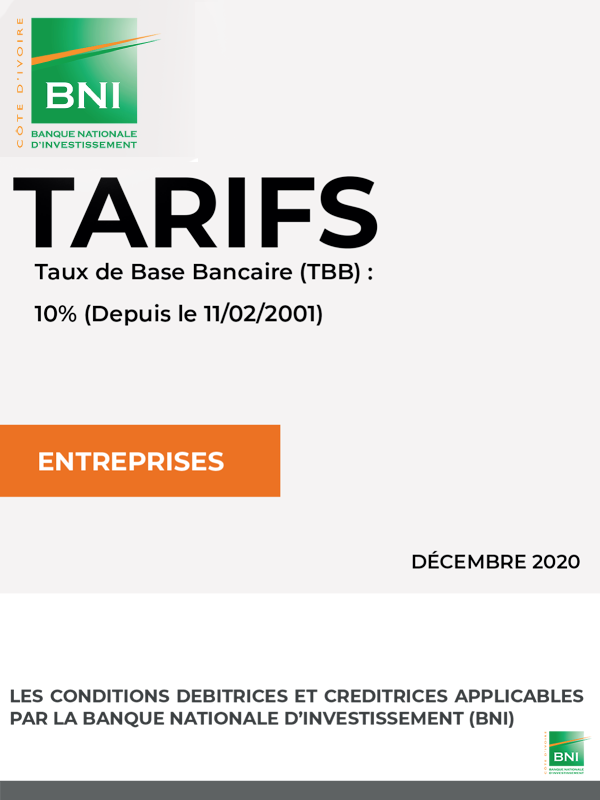 CÔTE D'IVOIRE
BNI
BANQUE NATIONALE
D'INVESTISSEMENT
TARIFS
Taux de Base Bancaire (TBB) :
10% (Depuis le 11/02/2001)
ENTREPRISES
DÉCEMBRE 2020
LES CONDITIONS DEBITRICES ET CREDITRICES APPLICABLES
PAR LA BANQUE NATIONALE D’INVESTISSEMENT (BNI)
CÔTE D'IVOIRE
BNI
BANQUE NATIONALE
D'INVESTISSEMENT